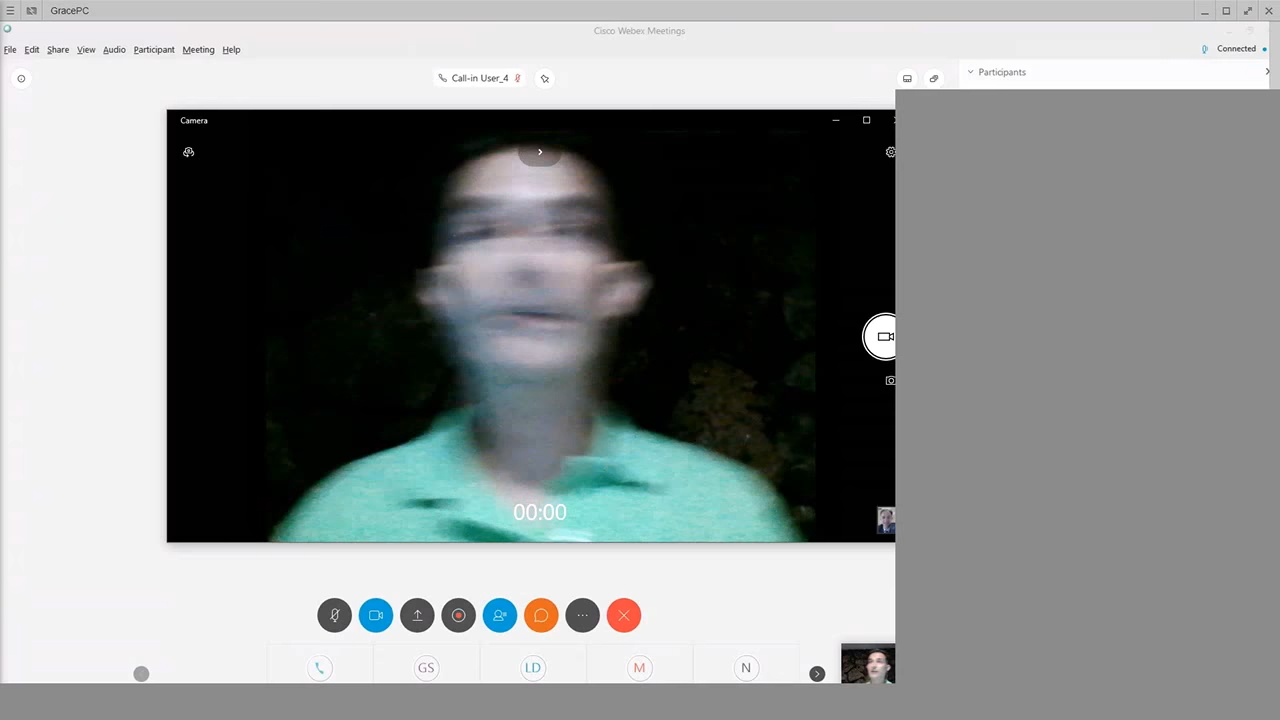 GracePC
Cisco Webex Meetings
File Edit Share View Audio Participant Meeting Help
Connected
Call-in User_4
Participants
Camera
00:00
GS LD M N